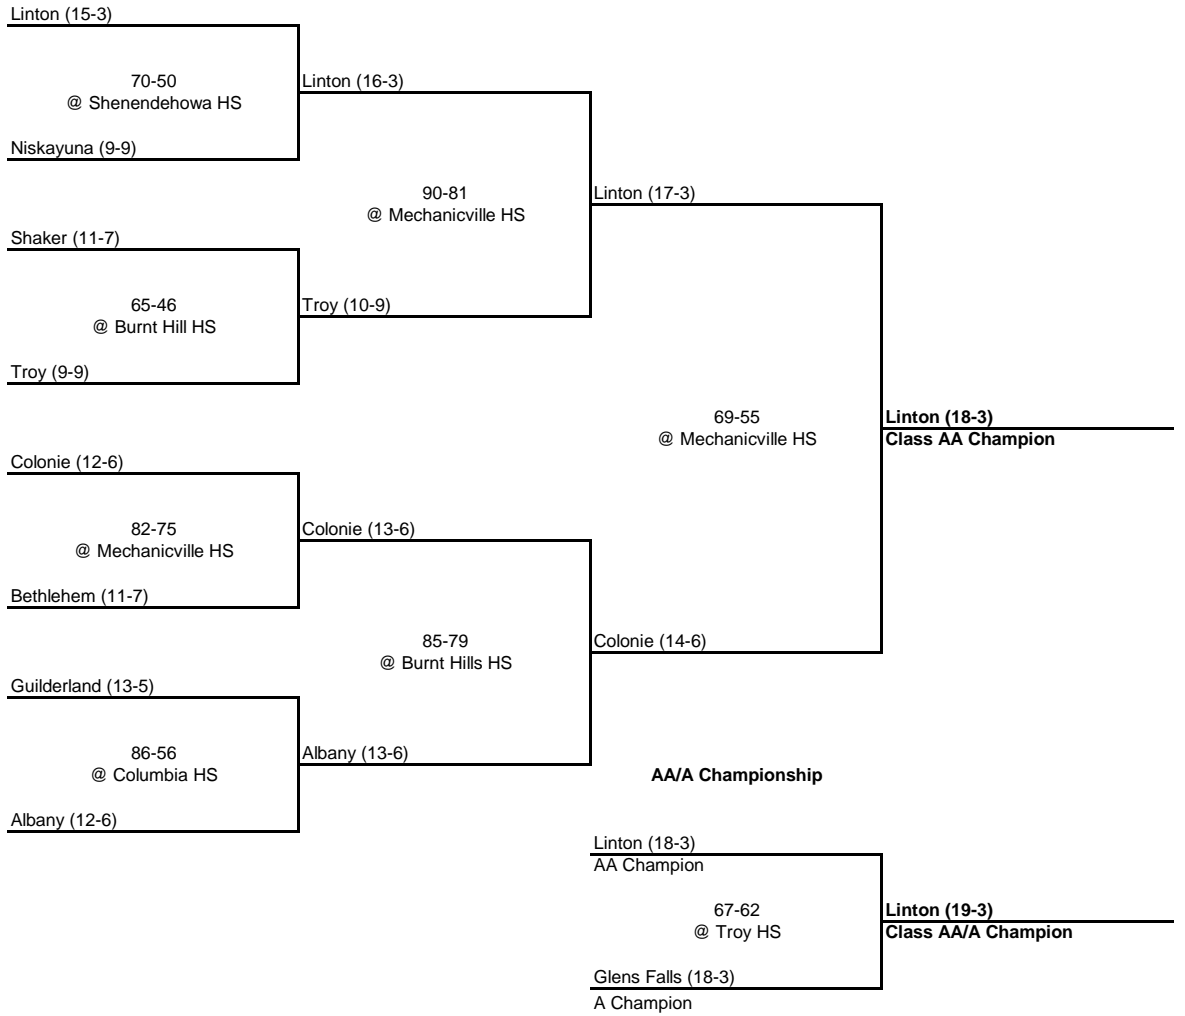 Linton (15-3)
70-50
@ Shenendehowa HS
Niskayuna (9-9)
Linton (16-3)
90-81
@ Mechanicville HS
Shaker (11-7)
65-46
@ Burnt Hill HS
Troy (9-9)
Troy (10-9)
Linton (17-3)
69-55
@ Mechanicville HS
Linton (18-3)
Class AA Champion
Colonie (12-6)
82-75
@ Mechanicville HS
Bethlehem (11-7)
Colonie (13-6)
85-79
@ Burnt Hills HS
Colonie (14-6)
Guilderland (13-5)
86-56
@ Columbia HS
Albany (12-6)
Albany (13-6)
AA/A Championship
Linton (18-3)
AA Champion
67-62
@ Troy HS
Glens Falls (18-3)
A Champion
Linton (19-3)
Class AA/A Champion